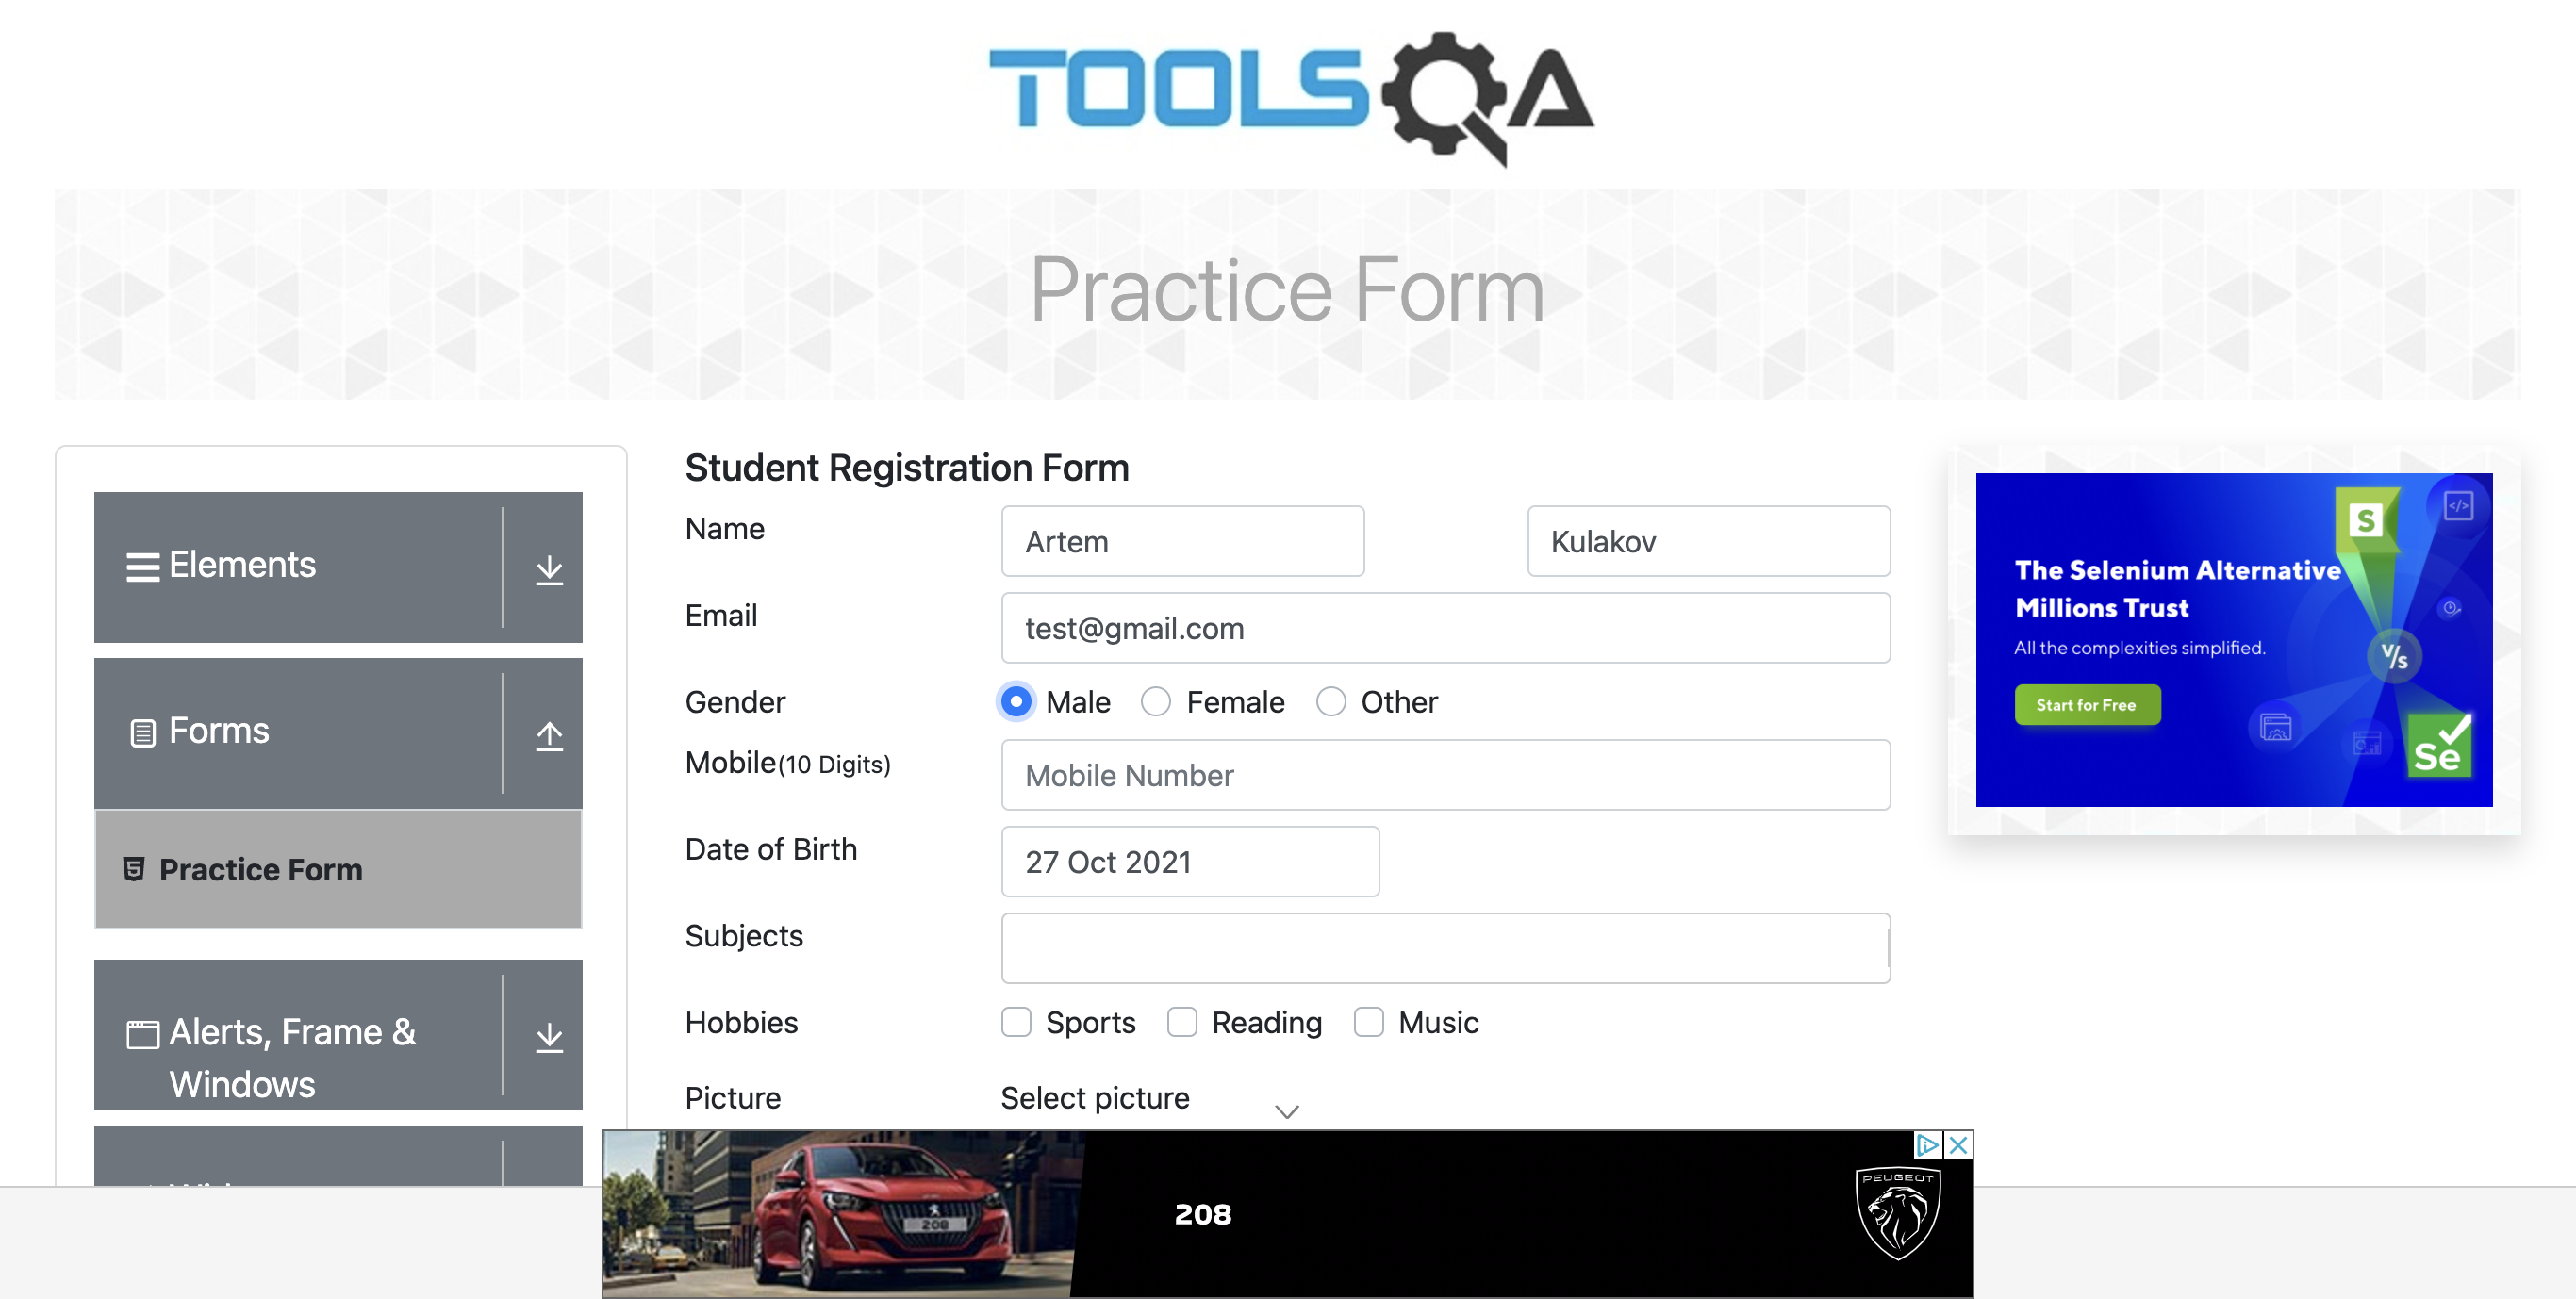 TOOLSQA
Practice Form
Elements
Forms
Practice Form
Alerts, Frame &
Windows
Student Registration Form
Name
Artem
Kulakov
Email
test@gmail.com
Gender
Male
Female
Other
Mobile(10 Digits)
Mobile Number
Date of Birth
27 Oct 2021
Subjects
Hobbies
Sports
Reading
Music
Picture
Select picture
S
</>
The Selenium Alternative
Millions Trust
All the complexities simplified.
V/s
Start for Free
Se
208
208
PEUGEOT